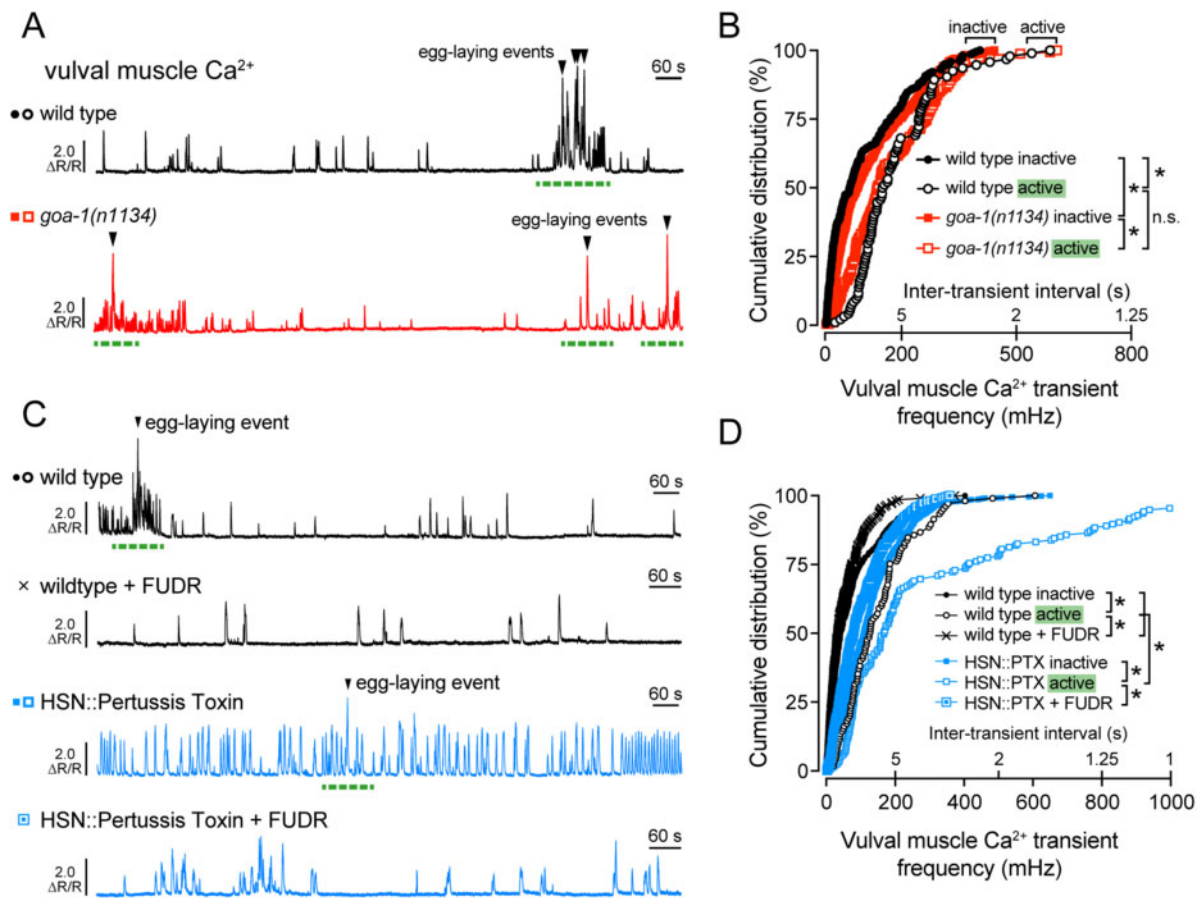 A
vulval muscle Ca²⁺
egg-laying events
60 s
wild type
2.0
ΔR/R
goa-1(n1134)
egg-laying events
2.0
ΔR/R
B
inactive active
Cumulative distribution (%)
100
75
50
25
0
wild type inactive
wild type active
goa-1(n1134) inactive
goa-1(n1134) active
*
*
*
n.s.
Inter-transient interval (s)
5 2 1.25
0 200 500 800
Vulval muscle Ca²⁺ transient
frequency (mHz)
C
egg-laying event
wild type
60 s
2.0
ΔR/R
wildtype + FUDR
60 s
2.0
ΔR/R
egg-laying event
HSN::Pertussis Toxin
60 s
2.0
ΔR/R
HSN::Pertussis Toxin + FUDR
60 s
2.0
ΔR/R
D
Cumulative distribution (%)
100
75
50
25
0
wild type inactive
wild type active
wild type + FUDR
HSN::PTX inactive
HSN::PTX active
HSN::PTX + FUDR
*
*
*
*
*
Inter-transient interval (s)
5 2 1.25 1
0 200 400 600 800 1000
Vulval muscle Ca²⁺ transient
frequency (mHz)